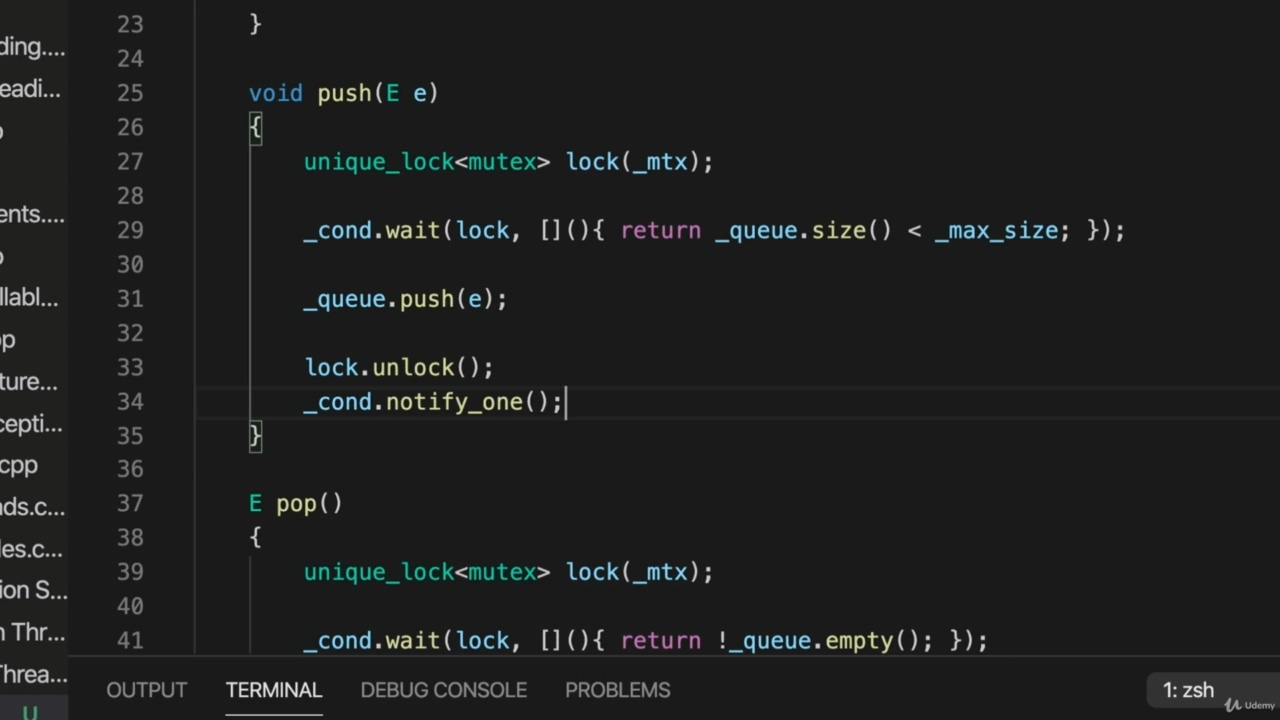 23 }
ding....
24
eadi...
25 void push(E e)
26 {
27 unique_lock<mutex> lock(_mtx);
28
ents....
29 _cond.wait(lock, [](){ return _queue.size() < _max_size; });
30
llabl...
31 _queue.push(e);
32
pp
33 lock.unlock();
ture...
34 _cond.notify_one();
cepti...
35 }
cpp
36
37 E pop()
ds.c...
38 {
les.c...
39 unique_lock<mutex> lock(_mtx);
ion S...
40
n Thr...
41 _cond.wait(lock, [](){ return !_queue.empty(); });
Threa...
OUTPUT TERMINAL DEBUG CONSOLE PROBLEMS 1: zsh
U
Udemy